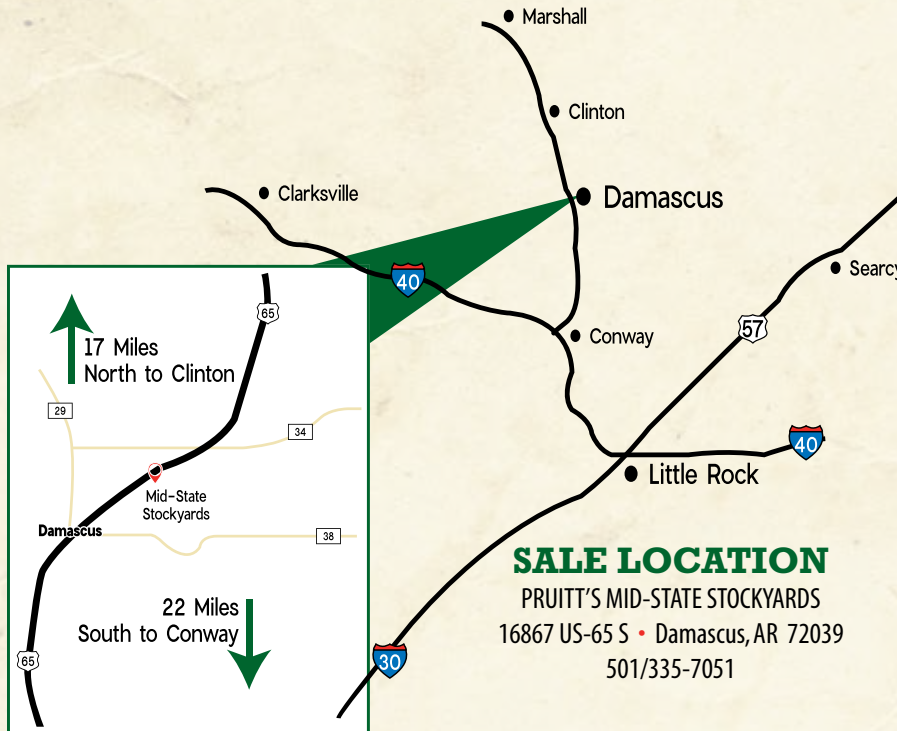 Marshall
Clinton
Clarksville
Damascus
Searcy
40
65
17 Miles
North to Clinton
57
Conway
29
34
40
Mid-State
Stockyards
Little Rock
Damascus
38
SALE LOCATION
PRUITT'S MID-STATE STOCKYARDS
22 Miles
South to Conway
16867 US-65 S • Damascus, AR 72039
65
30
501/335-7051